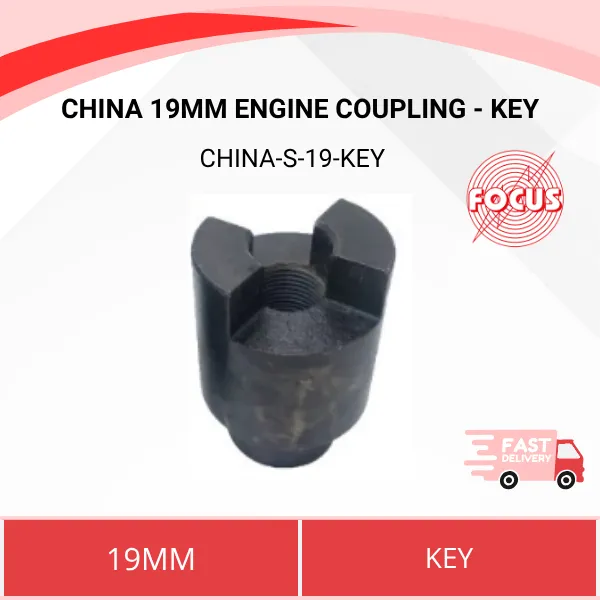 CHINA 19MM ENGINE COUPLING - KEY
CHINA-S-19-KEY
FOCUS
FAST
DELIVERY
19MM
KEY